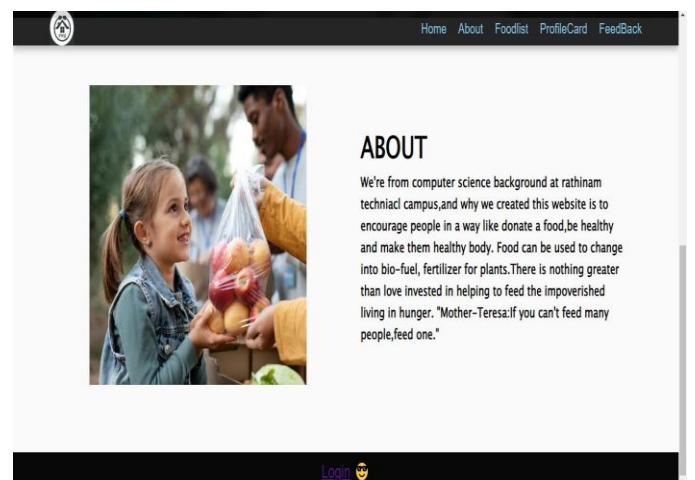 Home About Foodlist ProfileCard FeedBack
ABOUT
We're from computer science background at rathinam
techniacl campus,and why we created this website is to
encourage people in a way like donate a food,be healthy
and make them healthy body. Food can be used to change
into bio-fuel, fertilizer for plants.There is nothing greater
than love invested in helping to feed the impoverished
living in hunger. "Mother-Teresa:If you can't feed many
people,feed one."
Login 😎